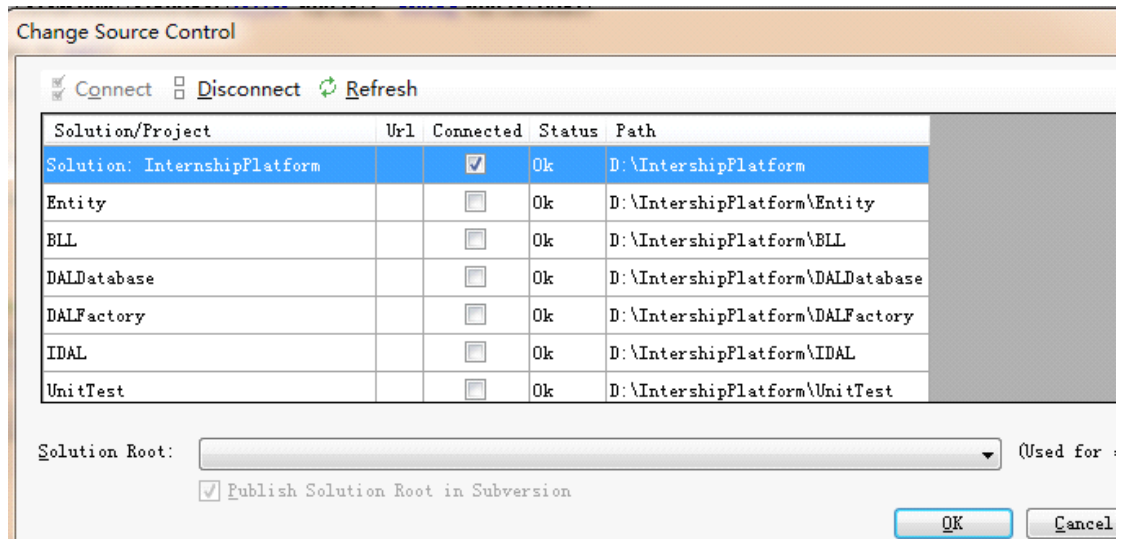 Change Source Control
Connect Disconnect Refresh
Solution/Project Url Connected Status Path
Solution: InternshipPlatform Ok D:\IntershipPlatform
Entity Ok D:\IntershipPlatform\Entity
BLL Ok D:\IntershipPlatform\BLL
DALDatabase Ok D:\IntershipPlatform\DALDatabase
DALFactory Ok D:\IntershipPlatform\DALFactory
IDAL Ok D:\IntershipPlatform\IDAL
UnitTest Ok D:\IntershipPlatform\UnitTest
Solution Root: (Used for
Publish Solution Root in Subversion
OK Cancel